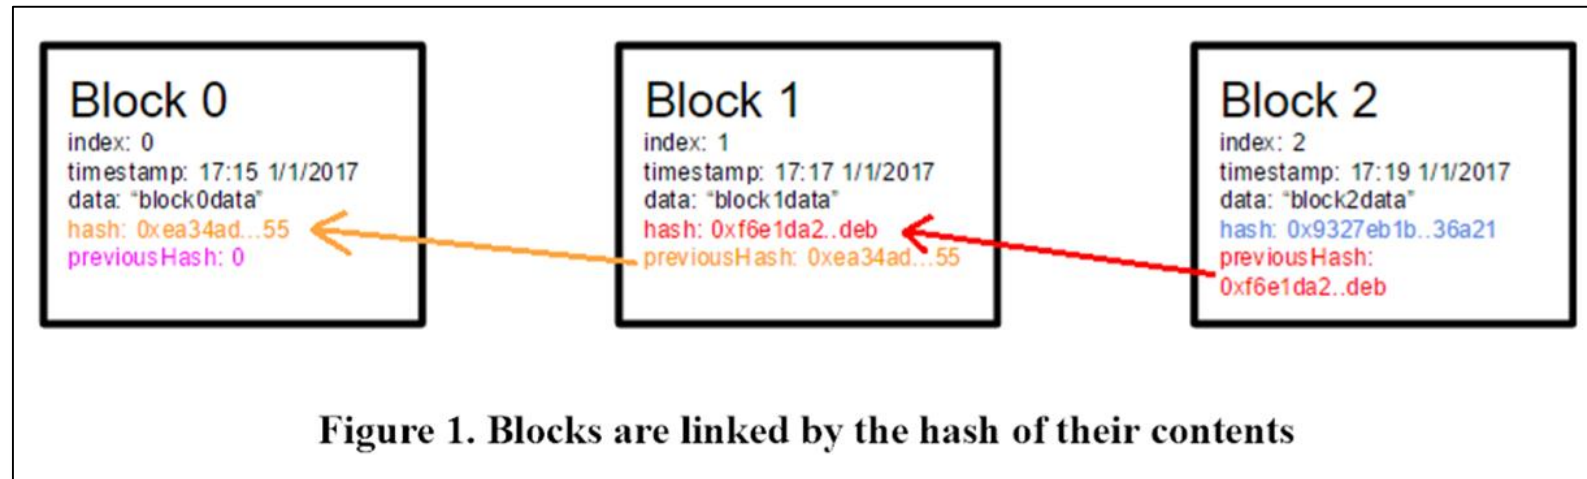 Block 0
index: 0
timestamp: 17:15 1/1/2017
data: “block0data”
hash: 0xea34ad...55
previousHash: 0
Block 1
index: 1
timestamp: 17:17 1/1/2017
data: “block1data”
hash: 0xf6e1da2..deb
previousHash: 0xea34ad...55
Block 2
index: 2
timestamp: 17:19 1/1/2017
data: “block2data”
hash: 0x9327eb1b..36a21
previousHash:
0xf6e1da2..deb
Figure 1. Blocks are linked by the hash of their contents